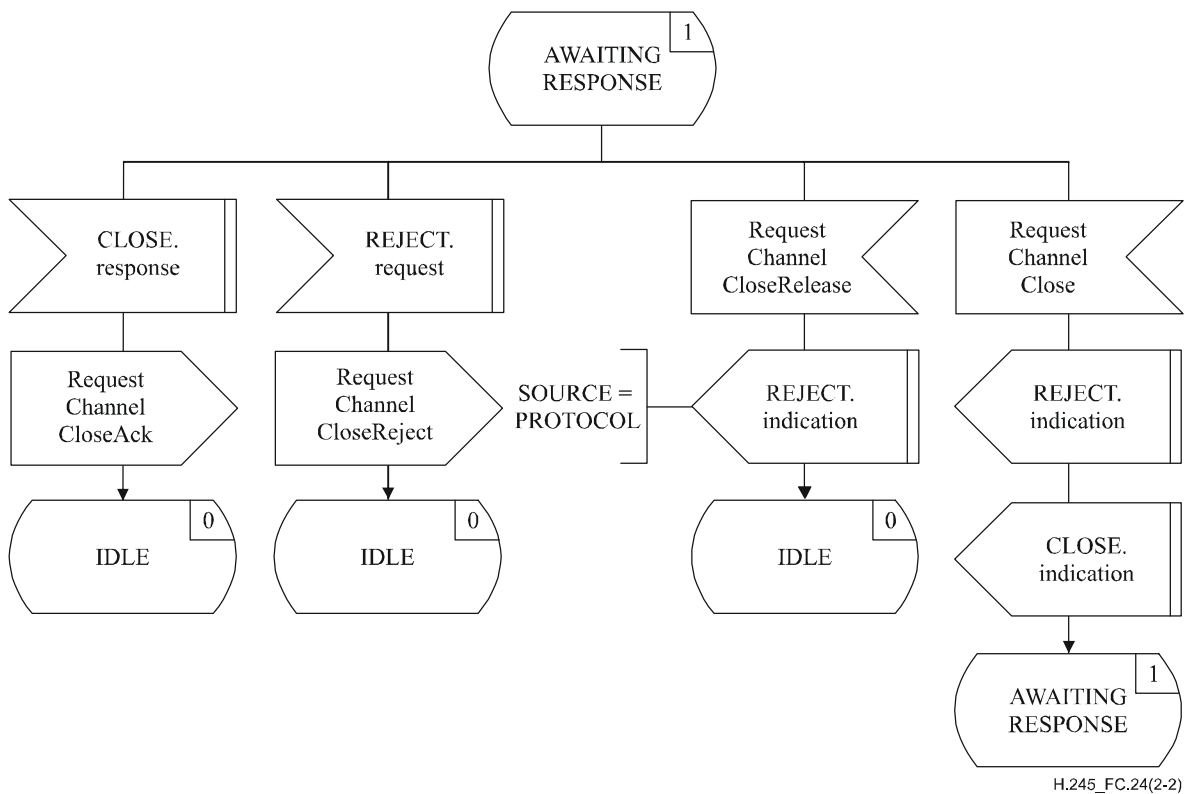 1
AWAITING
RESPONSE
CLOSE.
response
REJECT.
request
Request
Channel
CloseRelease
Request
Channel
Close
Request
Channel
CloseAck
Request
Channel
CloseReject
SOURCE =
PROTOCOL
REJECT.
indication
REJECT.
indication
0
IDLE
0
IDLE
0
IDLE
CLOSE.
indication
1
AWAITING
RESPONSE
H.245_FC.24(2-2)